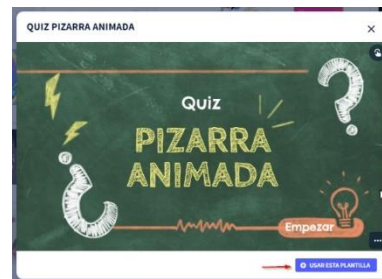 QUIZ PIZARRA ANIMADA
Quiz
PIZARRA
ANIMADA
Empezar
USAR ESTA PLANTILLA